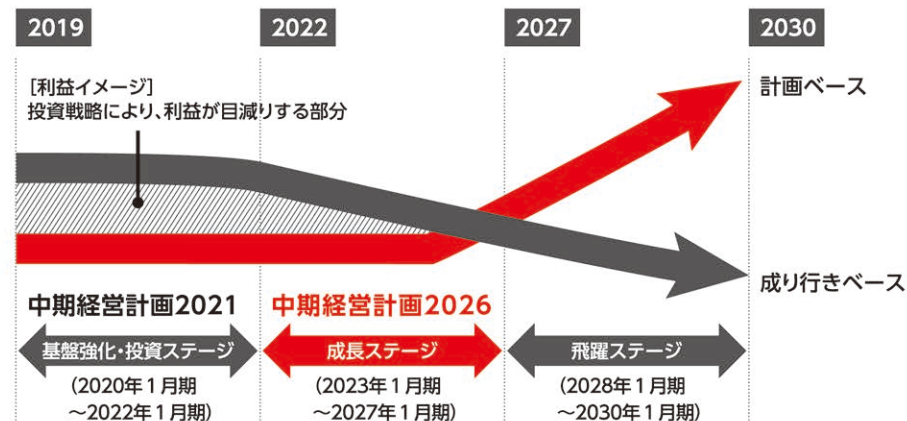 2019
2022
2027
2030
[利益イメージ]
投資戦略により、利益が目減りする部分
計画ベース
成り行きベース
中期経営計画2021
中期経営計画2026
基盤強化・投資ステージ
成長ステージ
飛躍ステージ
(2020年1月期
～2022年1月期)
(2023年1月期
～2027年1月期)
(2028年1月期
～2030年1月期)